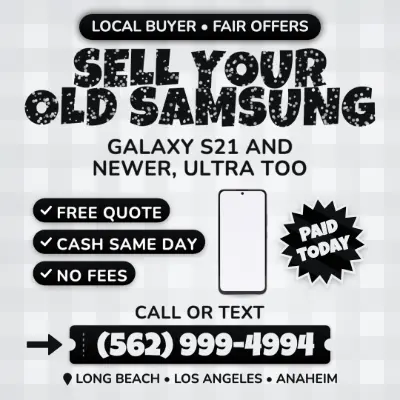 LOCAL BUYER • FAIR OFFERS
SELL YOUR
OLD SAMSUNG
GALAXY S21 AND
NEWER, ULTRA TOO
FREE QUOTE
CASH SAME DAY
NO FEES
PAID
TODAY
CALL OR TEXT
(562) 999-4994
LONG BEACH • LOS ANGELES • ANAHEIM